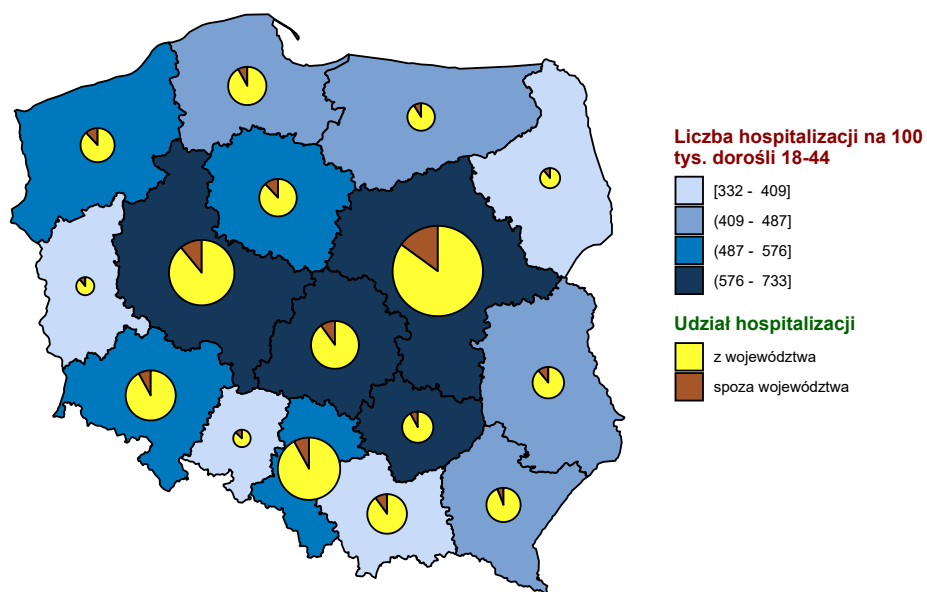 Liczba hospitalizacji na 100
tys. dorośli 18-44
[332 - 409]
(409 - 487]
(487 - 576]
(576 - 733]
Udział hospitalizacji
z województwa
spoza województwa